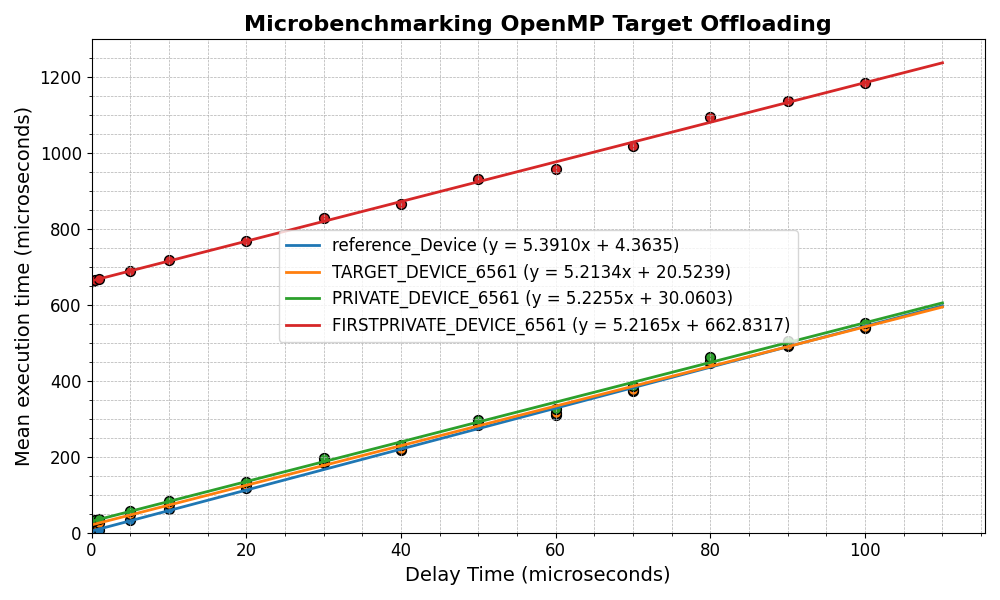 Microbenchmarking OpenMP Target Offloading
Mean execution time (microseconds)
1200
1000
800
600
400
200
0
reference_Device (y = 5.3910x + 4.3635)
TARGET_DEVICE_6561 (y = 5.2134x + 20.5239)
PRIVATE_DEVICE_6561 (y = 5.2255x + 30.0603)
FIRSTPRIVATE_DEVICE_6561 (y = 5.2165x + 662.8317)
0 20 40 60 80 100
Delay Time (microseconds)